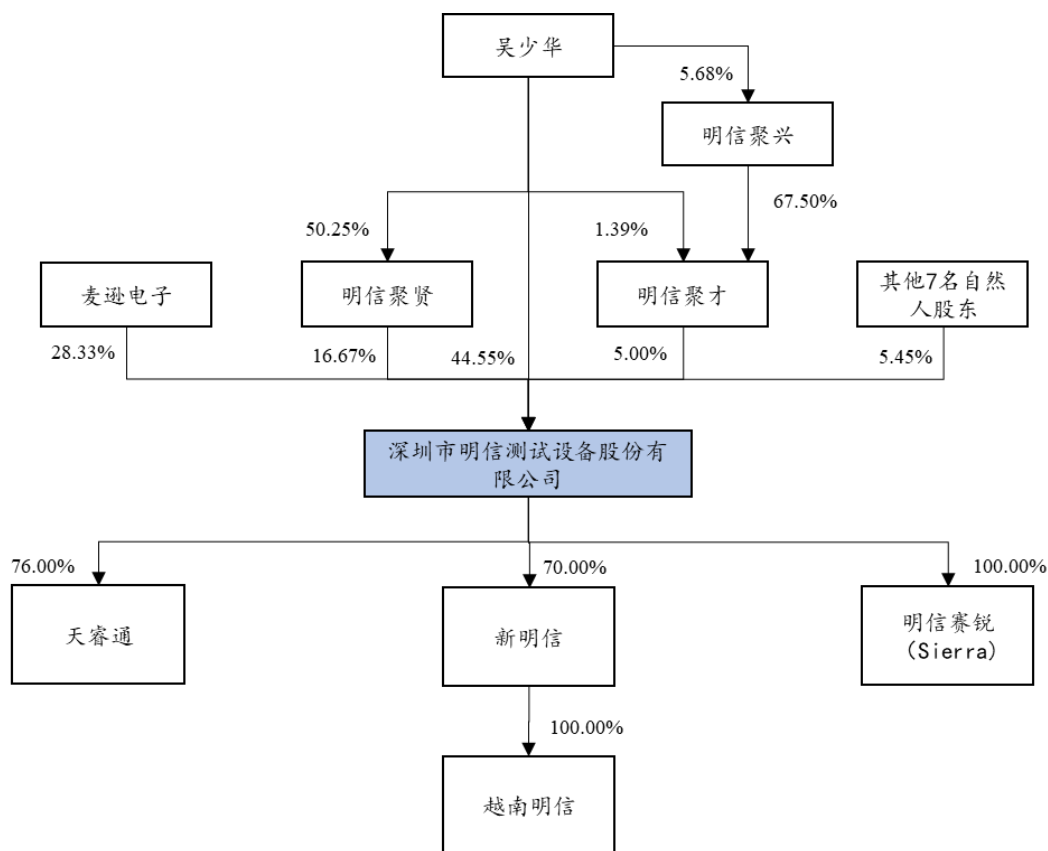 吴少华
5.68%
明信聚兴
67.50%
50.25%
1.39%
麦逊电子
明信聚贤
明信聚才
其他7名自然
人股东
28.33%
16.67%
44.55%
5.00%
5.45%
深圳市明信测试设备股份有
限公司
76.00%
70.00%
100.00%
天睿通
新明信
明信赛锐
（Sierra）
100.00%
越南明信